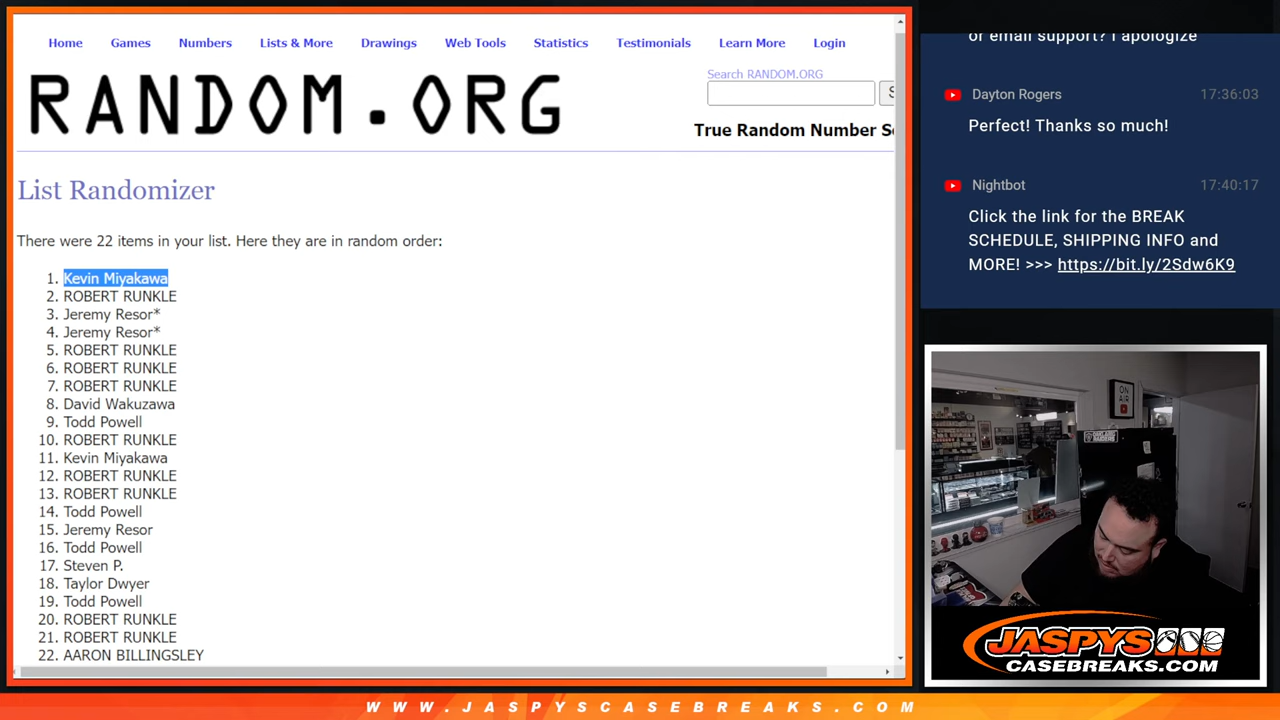 Home Games Numbers Lists & More Drawings Web Tools Statistics Testimonials Learn More Login
RANDOM.ORG
Search RANDOM.ORG
True Random Number Se
List Randomizer
There were 22 items in your list. Here they are in random order:
1. Kevin Miyakawa
2. ROBERT RUNKLE
3. Jeremy Resor*
4. Jeremy Resor*
5. ROBERT RUNKLE
6. ROBERT RUNKLE
7. ROBERT RUNKLE
8. David Wakuzawa
9. Todd Powell
10. ROBERT RUNKLE
11. Kevin Miyakawa
12. ROBERT RUNKLE
13. ROBERT RUNKLE
14. Todd Powell
15. Jeremy Resor
16. Todd Powell
17. Steven P.
18. Taylor Dwyer
19. Todd Powell
20. ROBERT RUNKLE
21. ROBERT RUNKLE
22. AARON BILLINGSLEY
or email support? I apologize
Dayton Rogers 17:36:03
Perfect! Thanks so much!
Nightbot 17:40:17
Click the link for the BREAK
SCHEDULE, SHIPPING INFO and
MORE! >>> https://bit.ly/2Sdw6K9
ON
AIR
JASPYS
CASEBREAKS.COM
WWW.JASPYSCASEBREAKS.COM